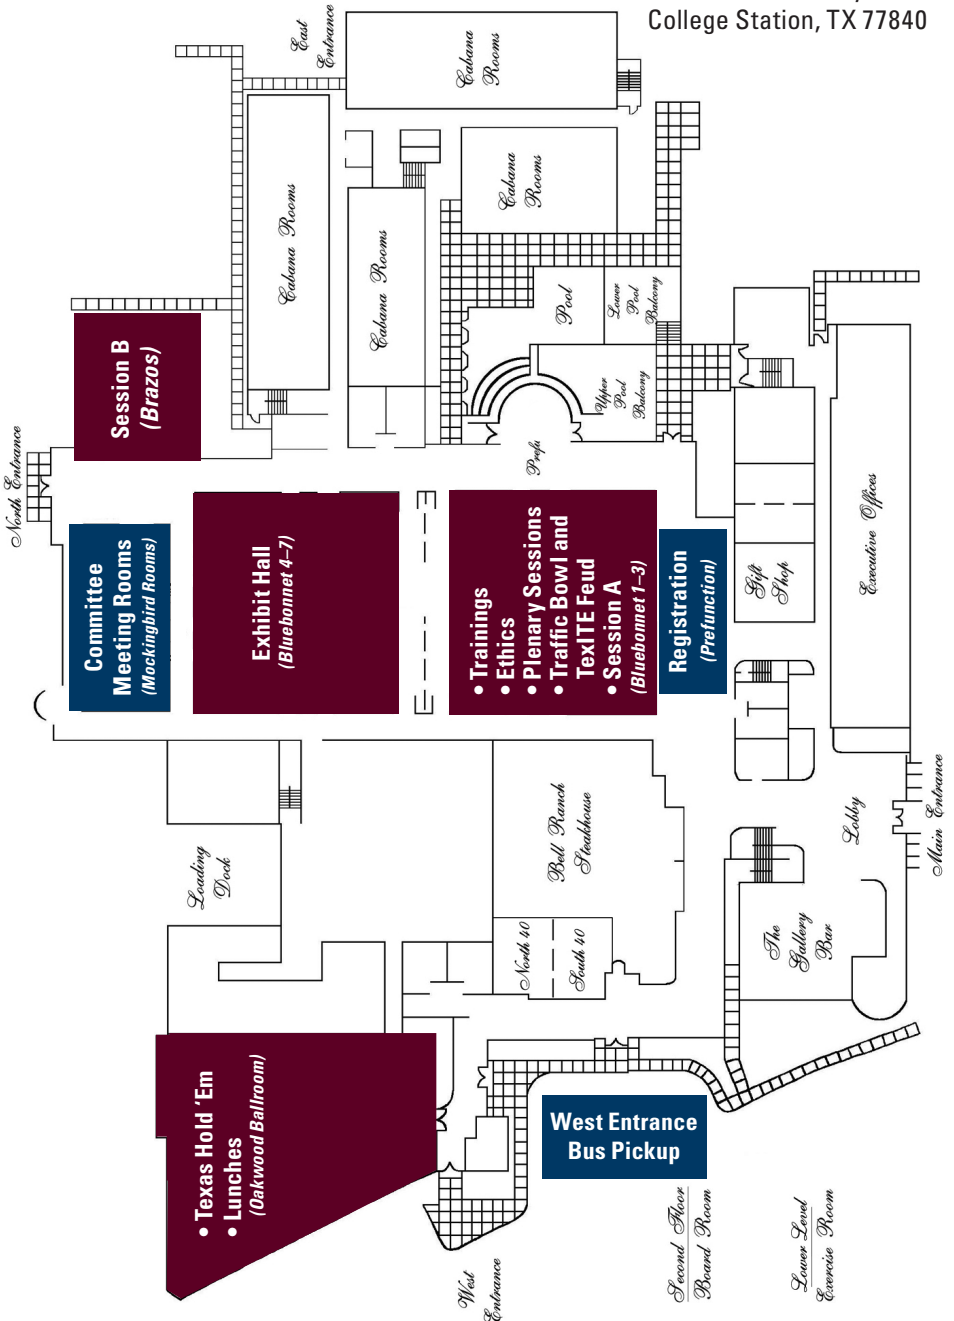 College Station, TX 77840
East
Entrance
Cabana
Rooms
Cabana
Rooms
Cabana Rooms
Cabana Rooms
Pool
Lower
Pool
Balcony
Upper
Pool
Balcony
Prefu
North Entrance
Session B
(Brazos)
Committee
Meeting Rooms
(Mockingbird Rooms)
Exhibit Hall
(Bluebonnet 4–7)
• Trainings
• Ethics
• Plenary Sessions
• Traffic Bowl and
TexITE Feud
• Session A
(Bluebonnet 1–3)
Registration
(Prefunction)
Gift
Shop
Executive Offices
Loading
Dock
Bell Ranch
Steakhouse
North 40
South 40
Lobby
Main Entrance
The
Gallery
Bar
• Texas Hold ‘Em
• Lunches
(Oakwood Ballroom)
West Entrance
Bus Pickup
West
Entrance
Second Floor
Board Room
Lower Level
Exercise Room